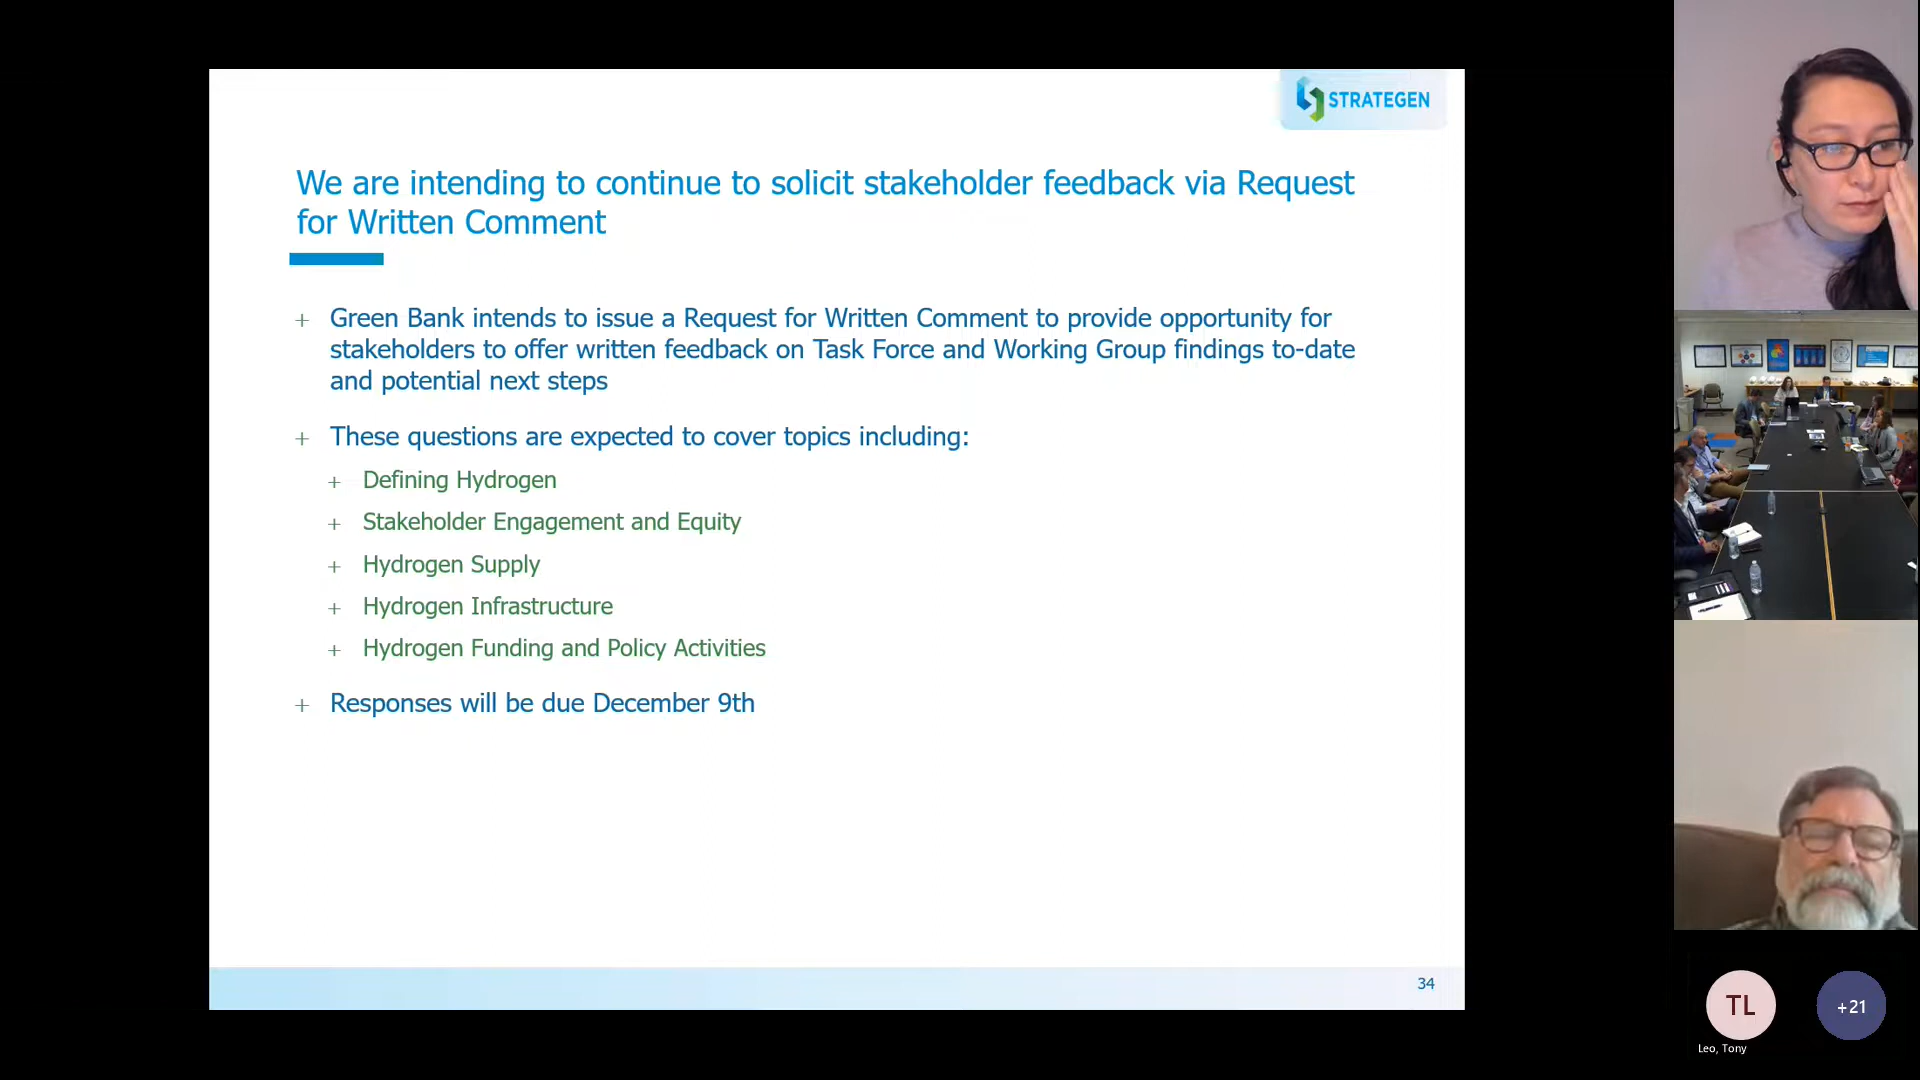 STRATEGEN
We are intending to continue to solicit stakeholder feedback via Request
for Written Comment
+ Green Bank intends to issue a Request for Written Comment to provide opportunity for
stakeholders to offer written feedback on Task Force and Working Group findings to-date
and potential next steps
+ These questions are expected to cover topics including:
+ Defining Hydrogen
+ Stakeholder Engagement and Equity
+ Hydrogen Supply
+ Hydrogen Infrastructure
+ Hydrogen Funding and Policy Activities
+ Responses will be due December 9th
34
TL
+21
Leo, Tony